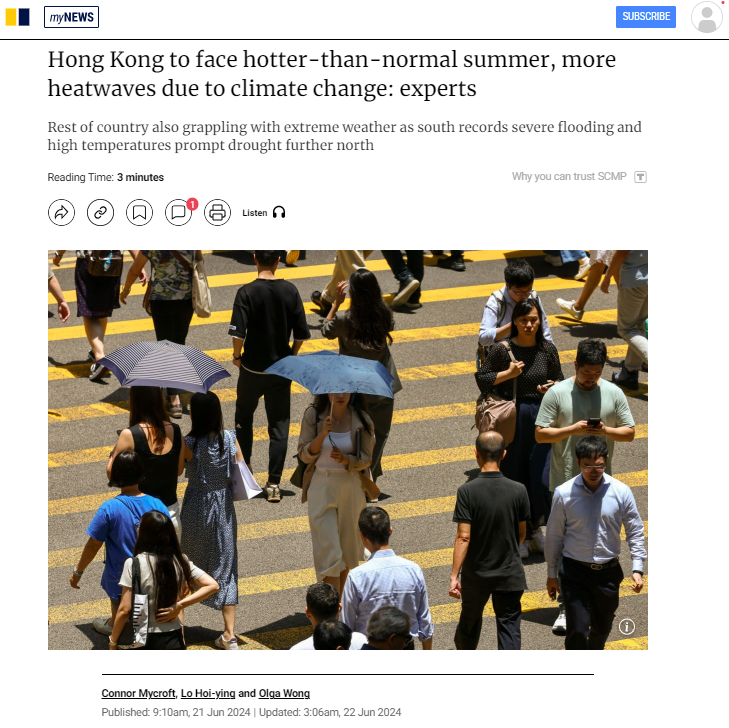 myNEWS
SUBSCRIBE
Hong Kong to face hotter-than-normal summer, more
heatwaves due to climate change: experts
Rest of country also grappling with extreme weather as south records severe flooding and
high temperatures prompt drought further north
Reading Time: 3 minutes
Why you can trust SCMP T
1
Listen
i
Connor Mycroft, Lo Hoi-ying and Olga Wong
Published: 9:10am, 21 Jun 2024 | Updated: 3:06am, 22 Jun 2024